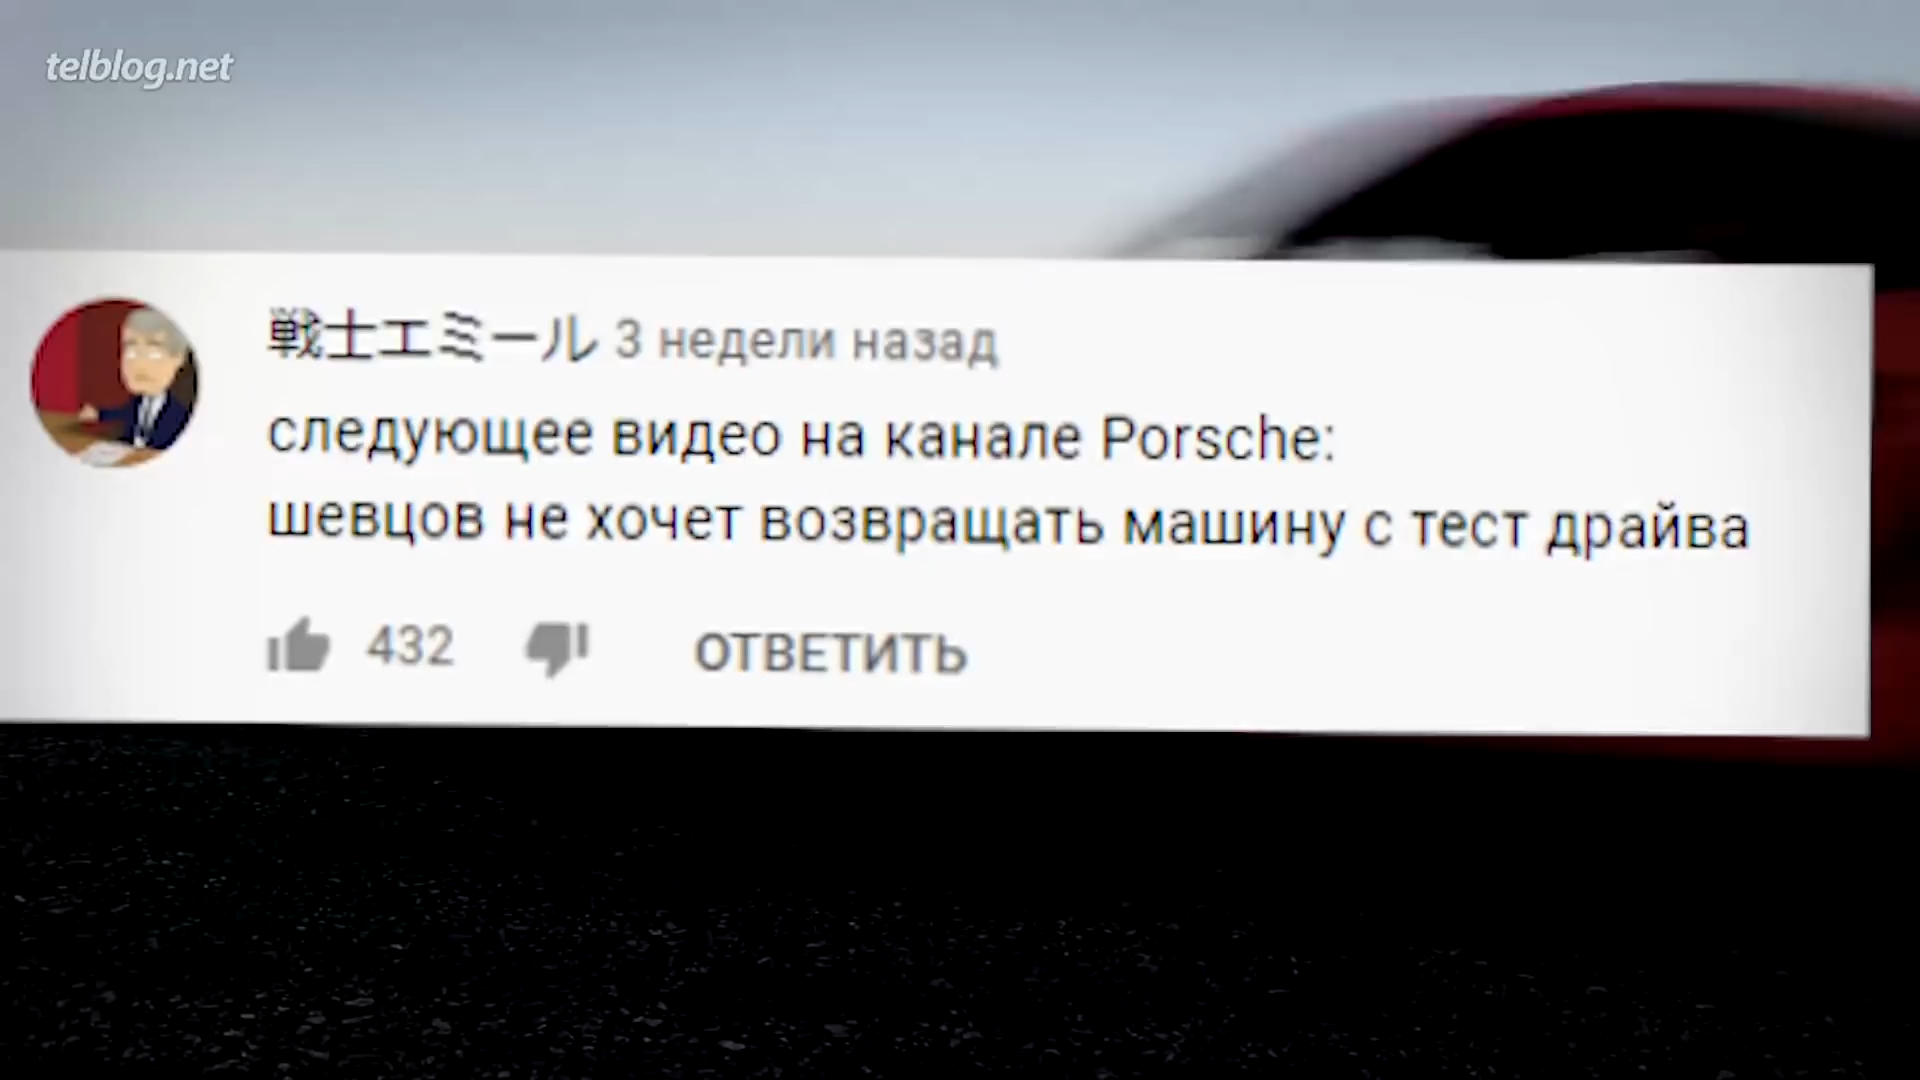 telblog.net
戦士エミール 3 недели назад
следующее видео на канале Porsche:
шевцов не хочет возвращать машину с тест драйва
432 ОТВЕТИТЬ